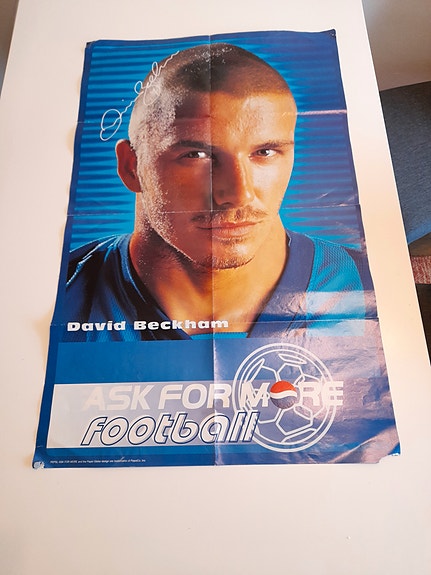 David Beckham
ASK FOR MORE
football